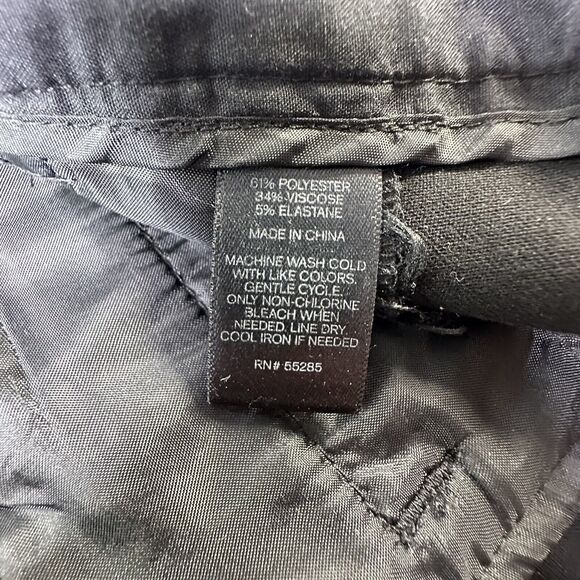 61% POLYESTER
34% VISCOSE
5% ELASTANE
MADE IN CHINA
MACHINE WASH COLD
WITH LIKE COLORS.
GENTLE CYCLE.
ONLY NON-CHLORINE
BLEACH WHEN
NEEDED. LINE DRY.
COOL IRON IF NEEDED
RN# 55285